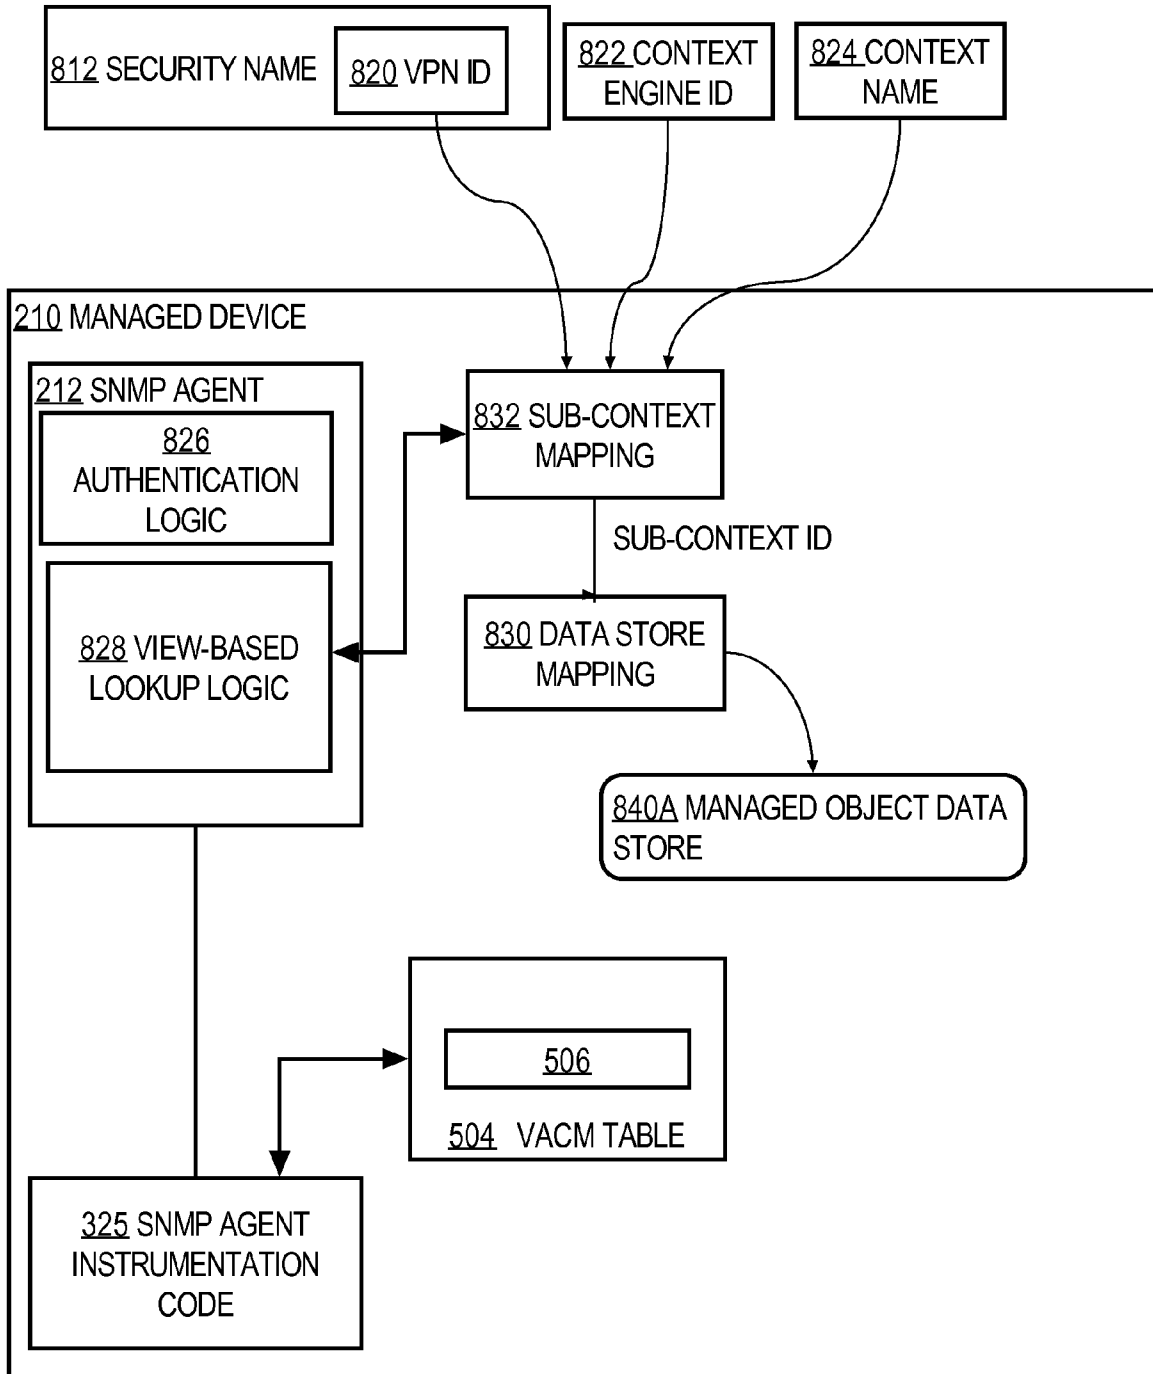 812 SECURITY NAME
820 VPN ID
822 CONTEXT
ENGINE ID
824 CONTEXT
NAME
210 MANAGED DEVICE
212 SNMP AGENT
826
AUTHENTICATION
LOGIC
828 VIEW-BASED
LOOKUP LOGIC
832 SUB-CONTEXT
MAPPING
SUB-CONTEXT ID
830 DATA STORE
MAPPING
840A MANAGED OBJECT DATA
STORE
506
504 VACM TABLE
325 SNMP AGENT
INSTRUMENTATION
CODE